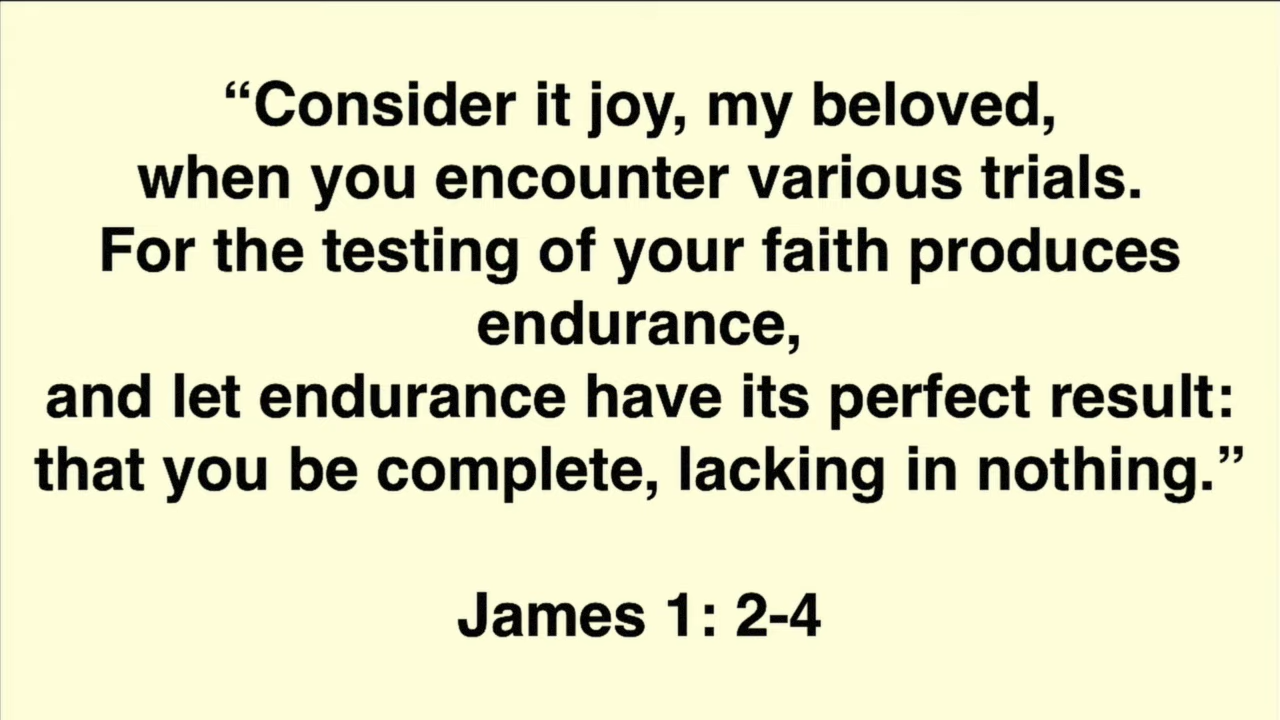 “Consider it joy, my beloved,
when you encounter various trials.
For the testing of your faith produces
endurance,
and let endurance have its perfect result:
that you be complete, lacking in nothing.”
James 1: 2-4